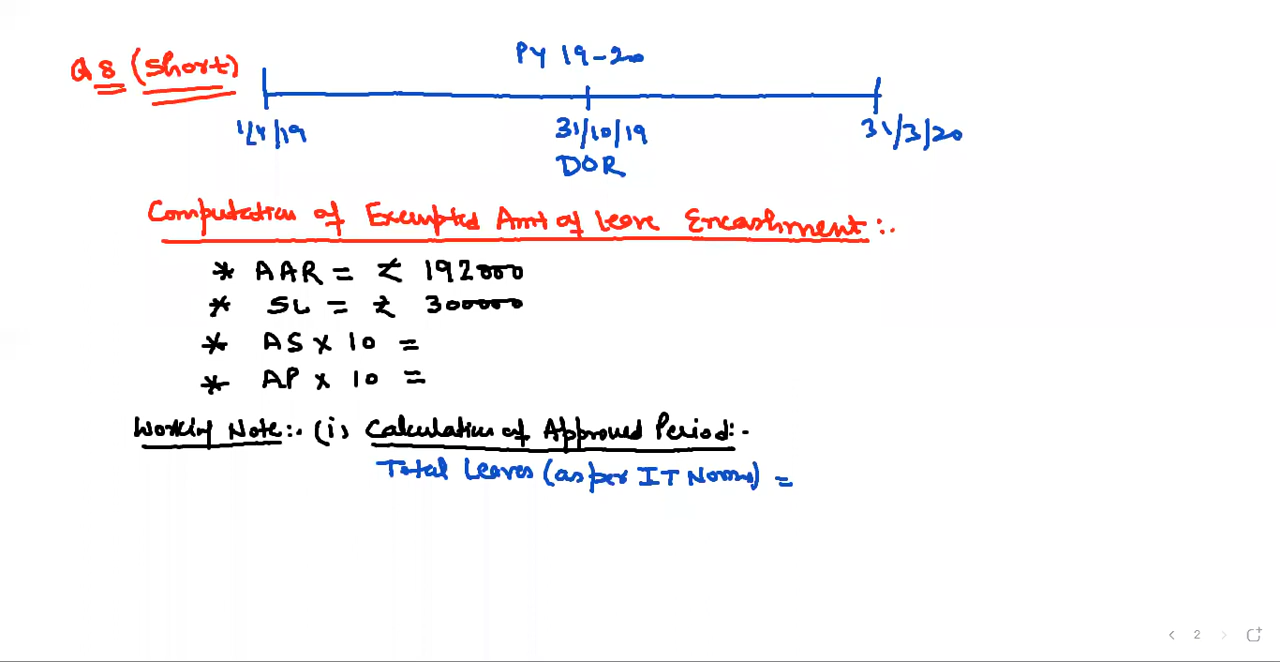 Q 8 (Short)
PY 19-20
1/4/19 31/10/19 31/3/20
DOR
Computation of Exempted Amt of Leave Encashment:.
* AAR = ₹ 192000
* SL = ₹ 300000
* AS x 10 =
* AP x 10 =
Working Note:. (i) Calculation of Approved Period:-
Total Leaves (as per IT Norms) =
2